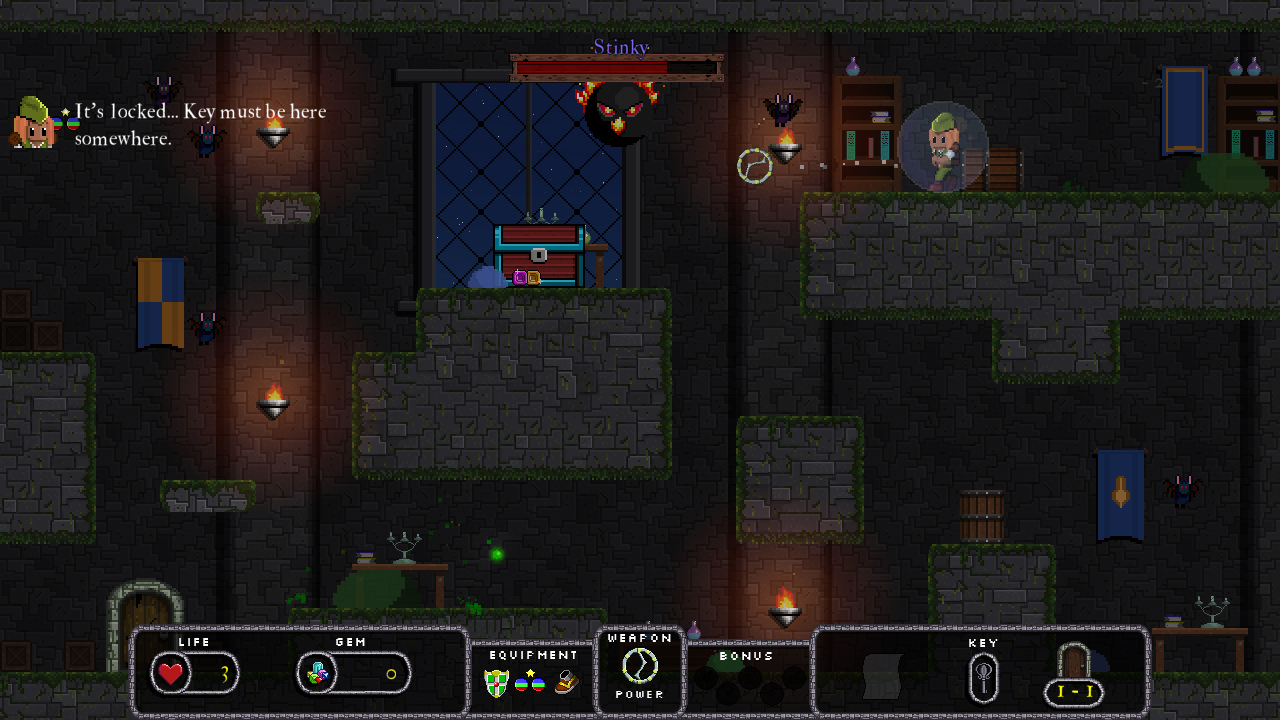 Stinky
It's locked... Key must be here
somewhere.
LIFE
3
GEM
0
EQUIPMENT
WEAPON
POWER
BONUS
KEY
I - I